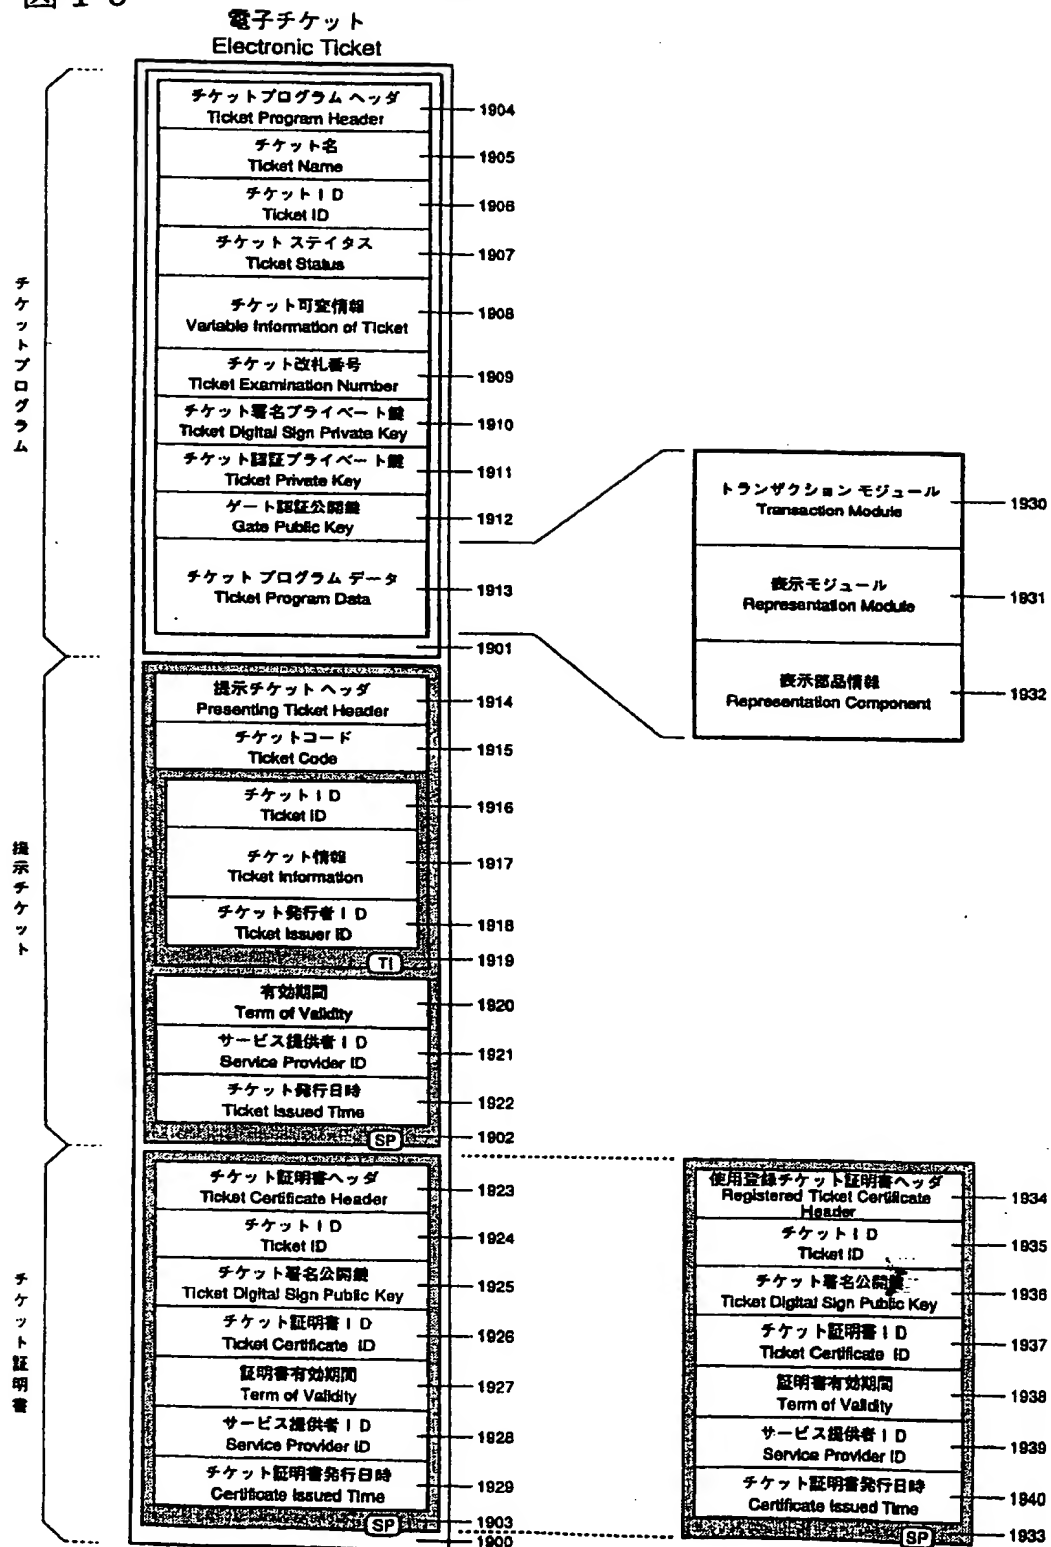 電子チケット
Electronic Ticket
チケットプログラム ヘッダ
Ticket Program Header
1904
チケット名
Ticket Name
1905
チケットID
Ticket ID
1906
チケット ステイタス
Ticket Status
1907
チケット可変情報
Variable Information of Ticket
1908
チケット改札番号
Ticket Examination Number
1909
チケット署名プライベート鍵
Ticket Digital Sign Private Key
1910
チケット認証プライベート鍵
Ticket Private Key
1911
ゲート認証公開鍵
Gate Public Key
1912
チケット プログラム データ
Ticket Program Data
1913
1901
チケットプログラム
トランザクション モジュール
Transaction Module
1930
表示モジュール
Representation Module
1931
表示部品情報
Representation Component
1932
提示チケット ヘッダ
Presenting Ticket Header
1914
チケットコード
Ticket Code
1915
チケットID
Ticket ID
1916
チケット情報
Ticket Information
1917
チケット発行者ID
Ticket Issuer ID
1918
TI
1919
有効期間
Term of Validity
1920
サービス提供者ID
Service Provider ID
1921
チケット発行日時
Ticket Issued Time
1922
SP
1902
提示チケット
チケット証明書ヘッダ
Ticket Certificate Header
1923
チケットID
Ticket ID
1924
チケット署名公開鍵
Ticket Digital Sign Public Key
1925
チケット証明書ID
Ticket Certificate ID
1926
証明書有効期間
Term of Validity
1927
サービス提供者ID
Service Provider ID
1928
チケット証明書発行日時
Certificate Issued Time
1929
SP
1903
1900
チケット証明書
使用登録チケット証明書ヘッダ
Registered Ticket Certificate
Header
1934
チケットID
Ticket ID
1935
チケット署名公開鍵
Ticket Digital Sign Public Key
1936
チケット証明書ID
Ticket Certificate ID
1937
証明書有効期間
Term of Validity
1938
サービス提供者ID
Service Provider ID
1939
チケット証明書発行日時
Certificate Issued Time
1940
SP
1933